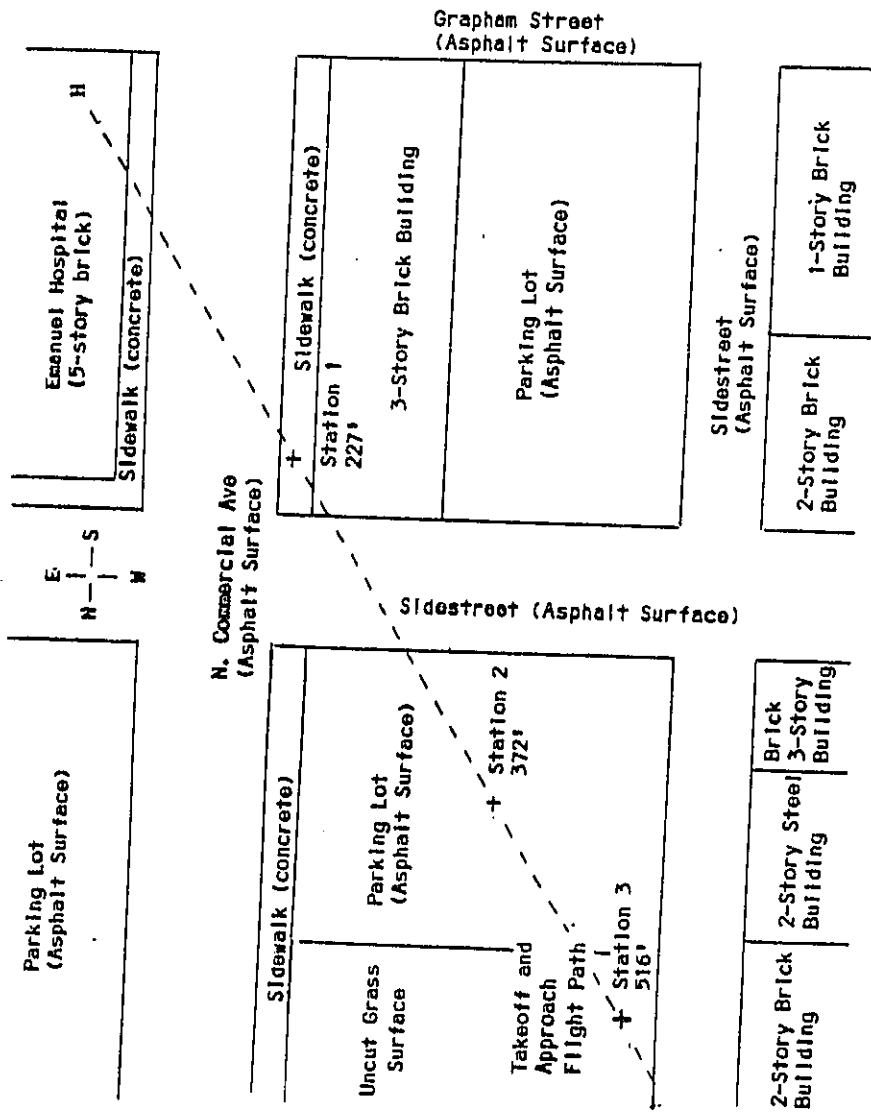 Grapham Street
(Asphalt Surface)
H
Emanuel Hospital
(5-story brick)
Sidewalk (concrete)
Sidewalk (concrete)
3-Story Brick Building
Parking Lot
(Asphalt Surface)
Station 1
227'
Sidestreet
(Asphalt Surface)
1-Story Brick
Building
2-Story Brick
Building
E
N S
W
N. Commercial Ave
(Asphalt Surface)
Sidestreet (Asphalt Surface)
Parking Lot
(Asphalt Surface)
Sidewalk (concrete)
Parking Lot
(Asphalt Surface)
Station 2
372'
Uncut Grass
Surface
Takeoff and
Approach
Flight Path
Station 3
516'
Brick
3-Story
Building
2-Story Steel
Building
2-Story Brick
Building